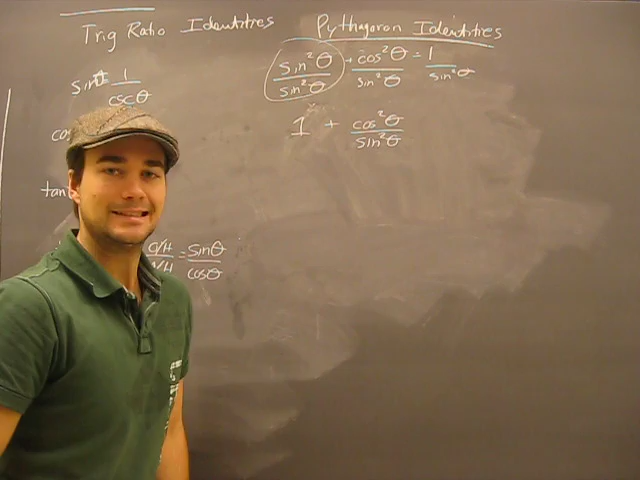 Trig Ratio Identities
sinθ = 1/cscθ
cos
tan
O/H / A/H = sinθ/cosθ
Pythagoron Identities
sin²θ/sin²θ + cos²θ/sin²θ = 1/sin²θ
1 + cos²θ/sin²θ